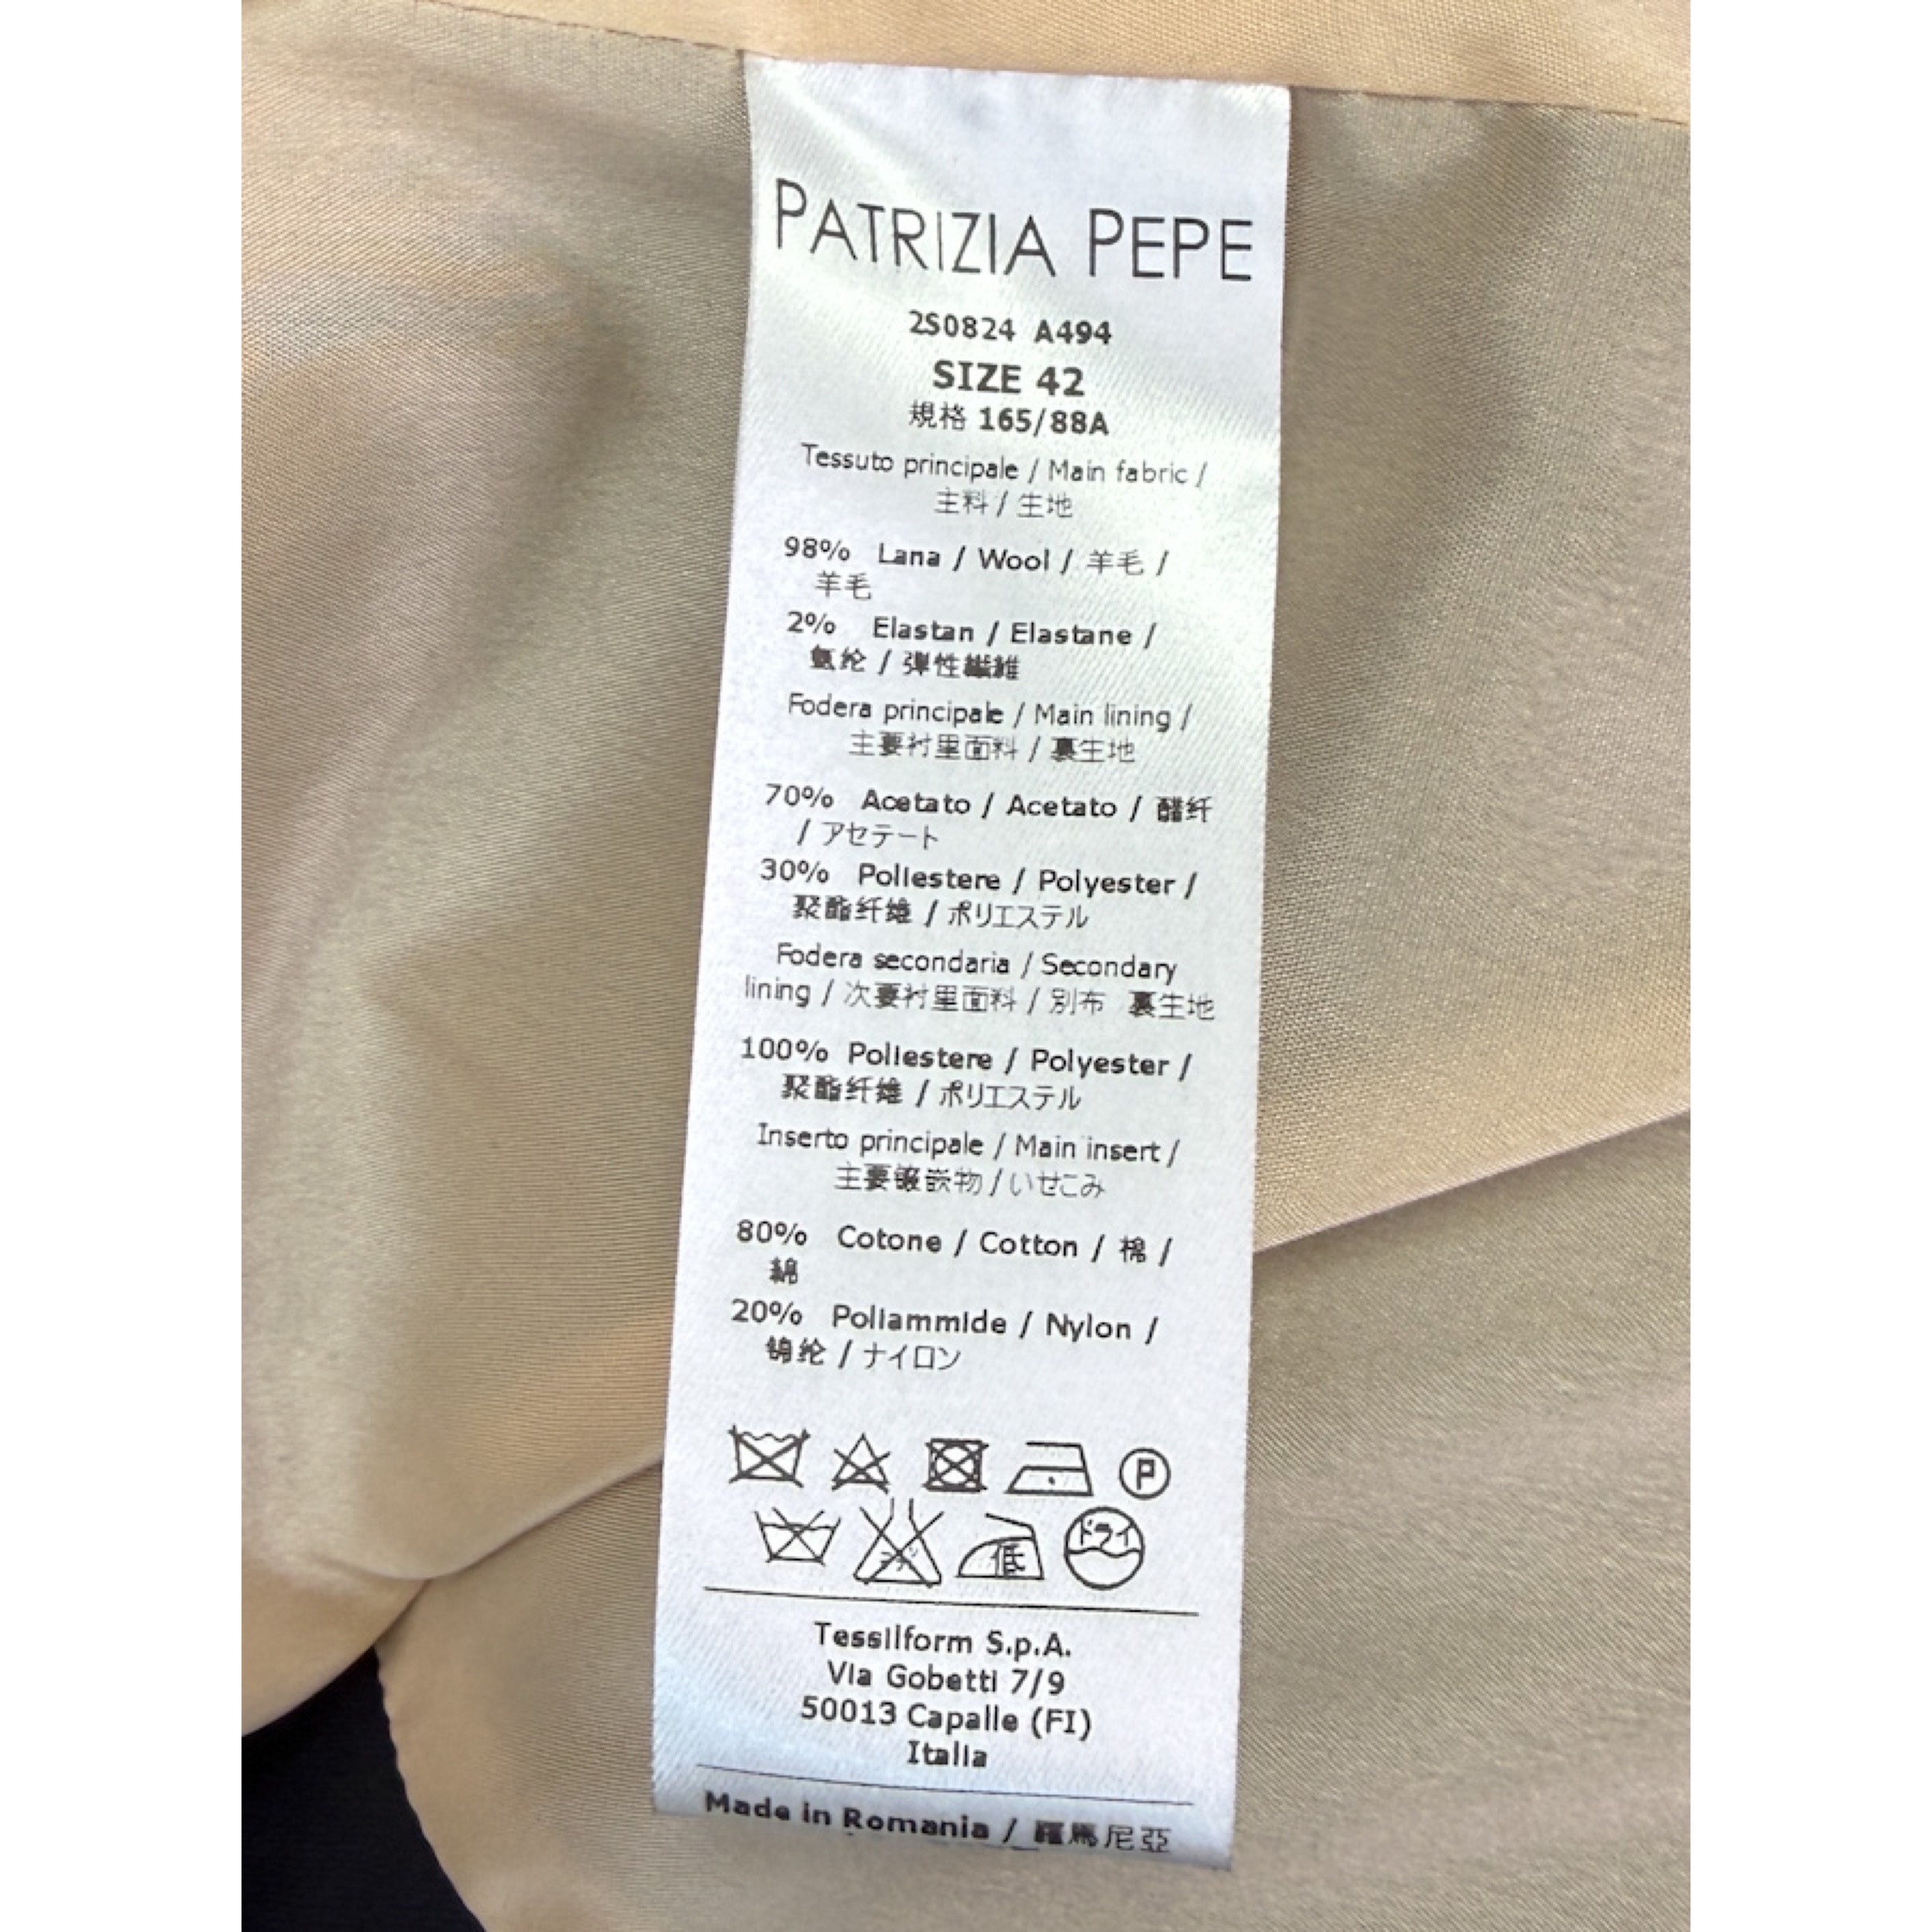 PATRIZIA PEPE
2S0824 A494
SIZE 42
規格 165/88A
Tessuto principale / Main fabric /
主料 / 生地
98% Lana / Wool / 羊毛 /
羊毛
2% Elastan / Elastane /
氨纶 / 弾性繊維
Fodera principale / Main lining /
主要衬里面料 / 裏生地
70% Acetato / Acetato / 醋纤
/ アセテート
30% Poliestere / Polyester /
聚酯纤维 / ポリエステル
Fodera secondaria / Secondary
lining / 次要衬里面料 / 別布 裏生地
100% Poliestere / Polyester /
聚酯纤维 / ポリエステル
Inserto principale / Main insert /
主要镶嵌物 / いせこみ
80% Cotone / Cotton / 棉 /
綿
20% Poliammide / Nylon /
锦纶 / ナイロン
P
低 ドライ
Tessilform S.p.A.
Via Gobetti 7/9
50013 Capalle (FI)
Italia
Made in Romania / 羅馬尼亞